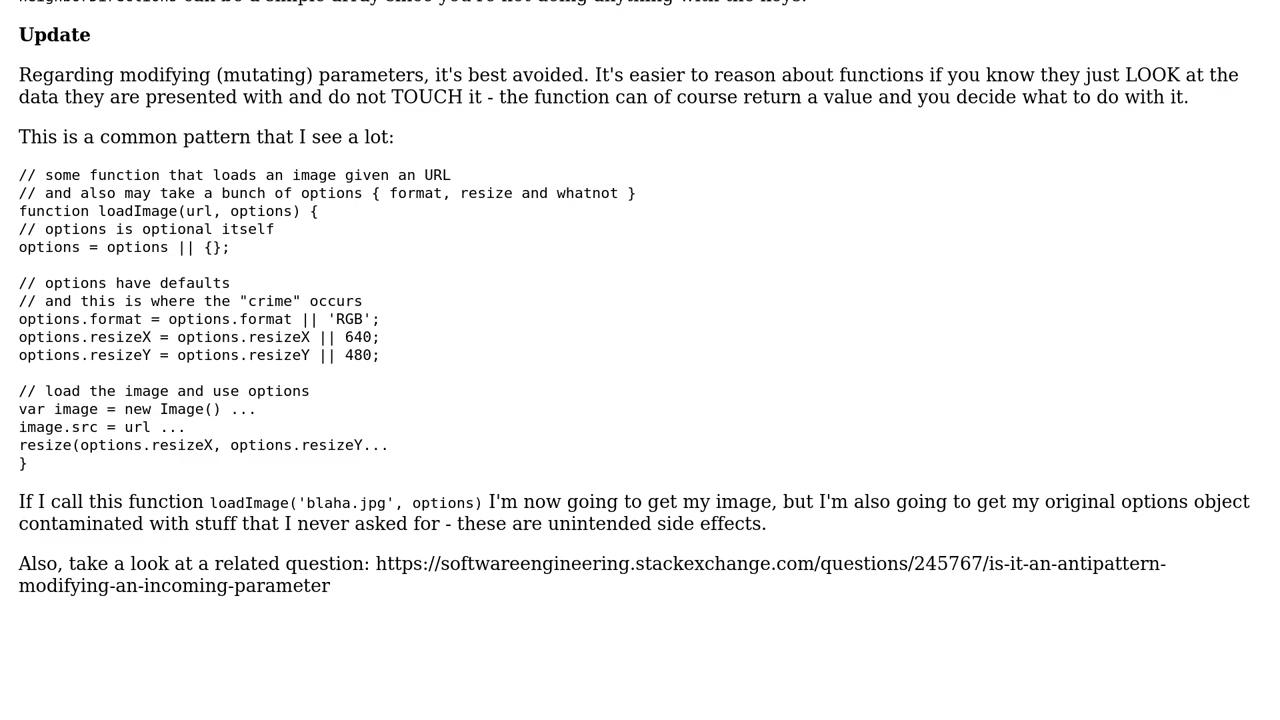 Update
Regarding modifying (mutating) parameters, it's best avoided. It's easier to reason about functions if you know they just LOOK at the
data they are presented with and do not TOUCH it - the function can of course return a value and you decide what to do with it.
This is a common pattern that I see a lot:
// some function that loads an image given an URL
// and also may take a bunch of options { format, resize and whatnot }
function loadImage(url, options) {
// options is optional itself
options = options || {};
// options have defaults
// and this is where the "crime" occurs
options.format = options.format || 'RGB';
options.resizeX = options.resizeX || 640;
options.resizeY = options.resizeY || 480;
// load the image and use options
var image = new Image() ...
image.src = url ...
resize(options.resizeX, options.resizeY...
}
If I call this function loadImage('blaha.jpg', options) I'm now going to get my image, but I'm also going to get my original options object
contaminated with stuff that I never asked for - these are unintended side effects.
Also, take a look at a related question: https://softwareengineering.stackexchange.com/questions/245767/is-it-an-antipattern-
modifying-an-incoming-parameter